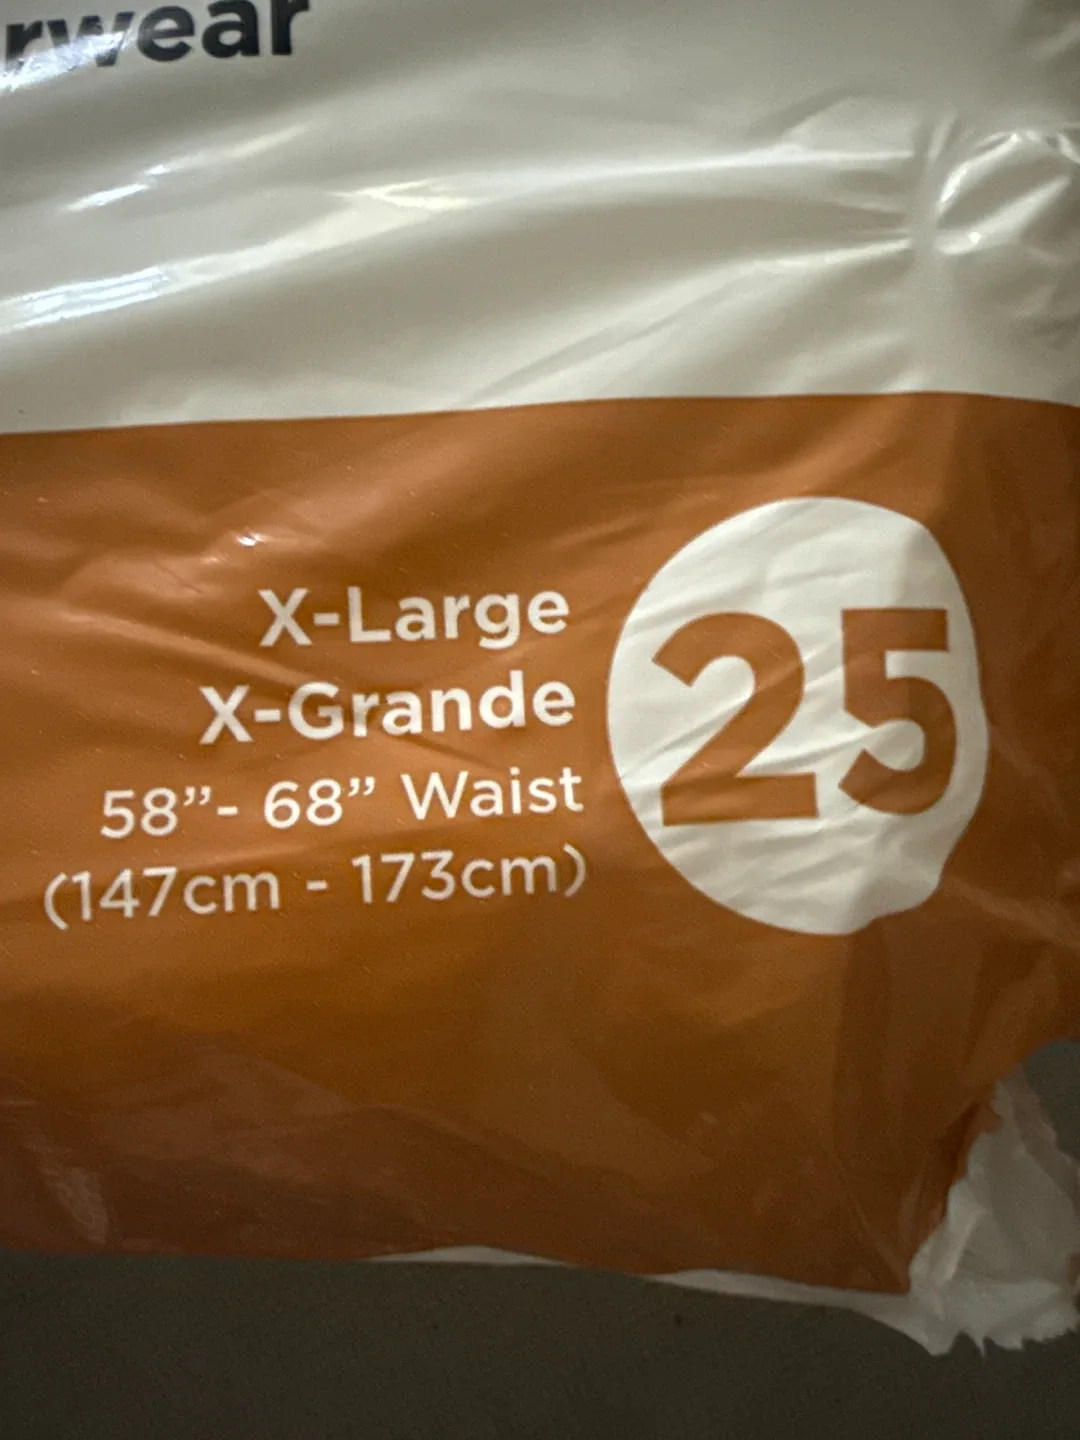 rwear
X-Large
X-Grande
58”- 68” Waist
(147cm - 173cm)
25